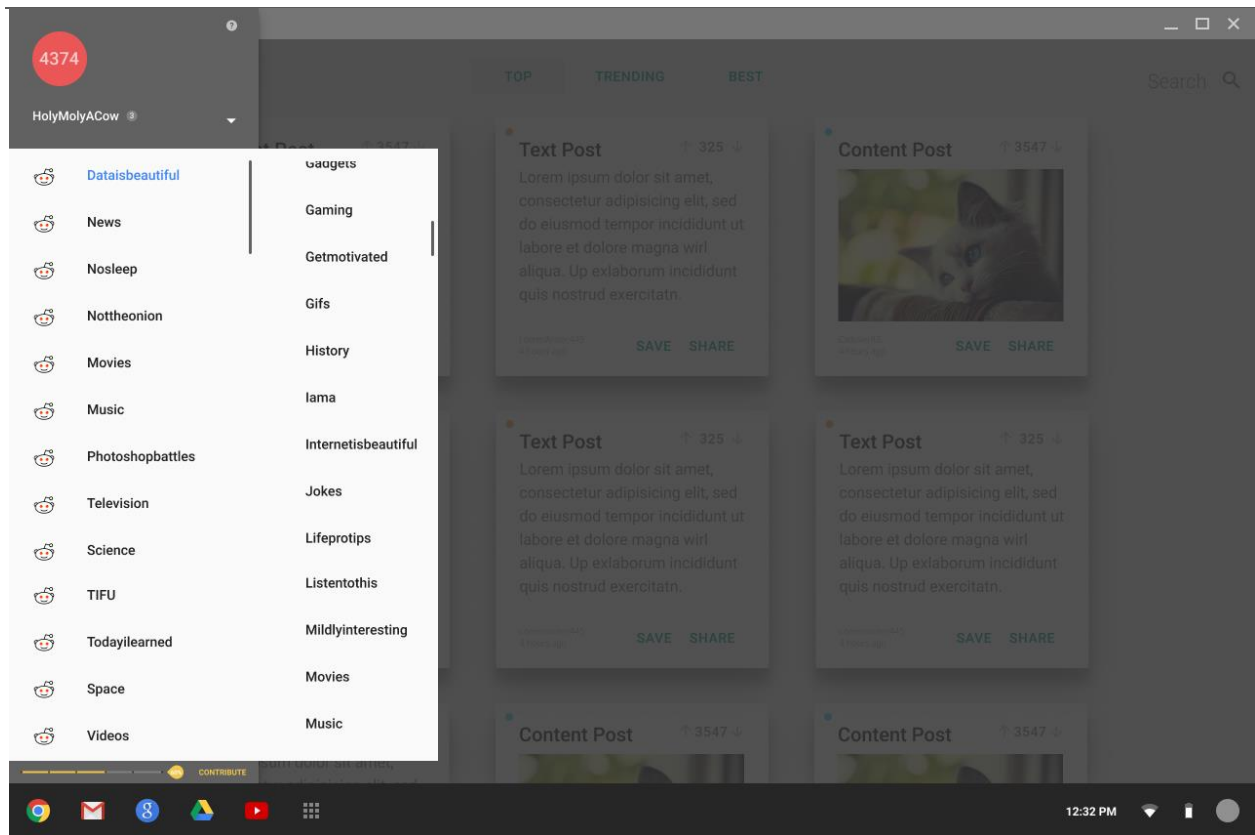 4374
HolyMolyACow 3
Dataisbeautiful
News
Nosleep
Nottheonion
Movies
Music
Photoshopbattles
Television
Science
TIFU
Todayilearned
Space
Videos
CONTRIBUTE
Gadgets
Gaming
Getmotivated
Gifs
History
Iama
Internetisbeautiful
Jokes
Lifeprotips
Listentothis
Mildlyinteresting
Movies
Music
TOP TRENDING BEST
Search
Post 3547
Text Post 325
Lorem ipsum dolor sit amet,
consectetur adipisicing elit, sed
do eiusmod tempor incididunt ut
labore et dolore magna wirl
aliqua. Up exlaborum incididunt
quis nostrud exercitatn.
SAVE SHARE
Content Post 3547
SAVE SHARE
Text Post 325
Lorem ipsum dolor sit amet,
consectetur adipisicing elit, sed
do eiusmod tempor incididunt ut
labore et dolore magna wirl
aliqua. Up exlaborum incididunt
quis nostrud exercitatn.
SAVE SHARE
Text Post 325
Lorem ipsum dolor sit amet,
consectetur adipisicing elit, sed
do eiusmod tempor incididunt ut
labore et dolore magna wirl
aliqua. Up exlaborum incididunt
quis nostrud exercitatn.
SAVE SHARE
dolor sit amet,
Content Post 3547
Content Post 3547
12:32 PM